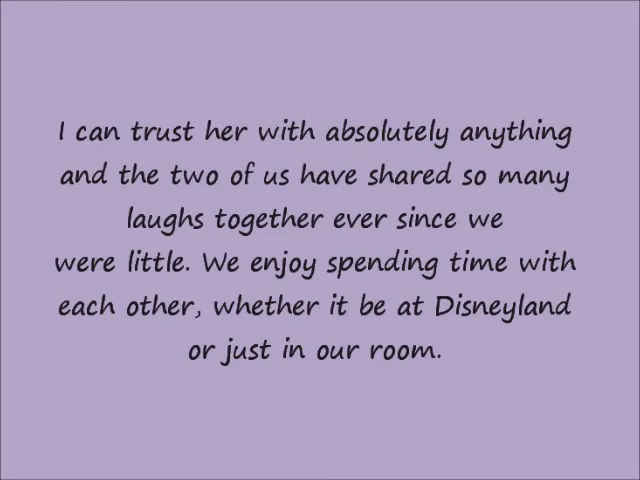 I can trust her with absolutely anything
and the two of us have shared so many
laughs together ever since we
were little. We enjoy spending time with
each other, whether it be at Disneyland
or just in our room.